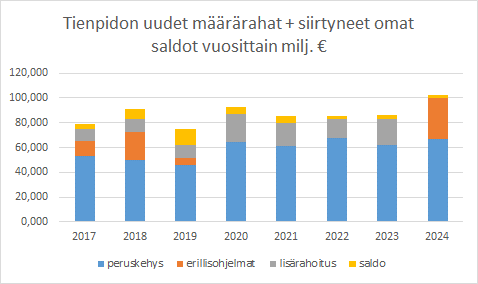 Tienpidon uudet määrärahat + siirtyneet omat
saldot vuosittain milj. €
120,000
100,000
80,000
60,000
40,000
20,000
0,000
2017 2018 2019 2020 2021 2022 2023 2024
peruskehys erillisohjelmat lisärahoitus saldo